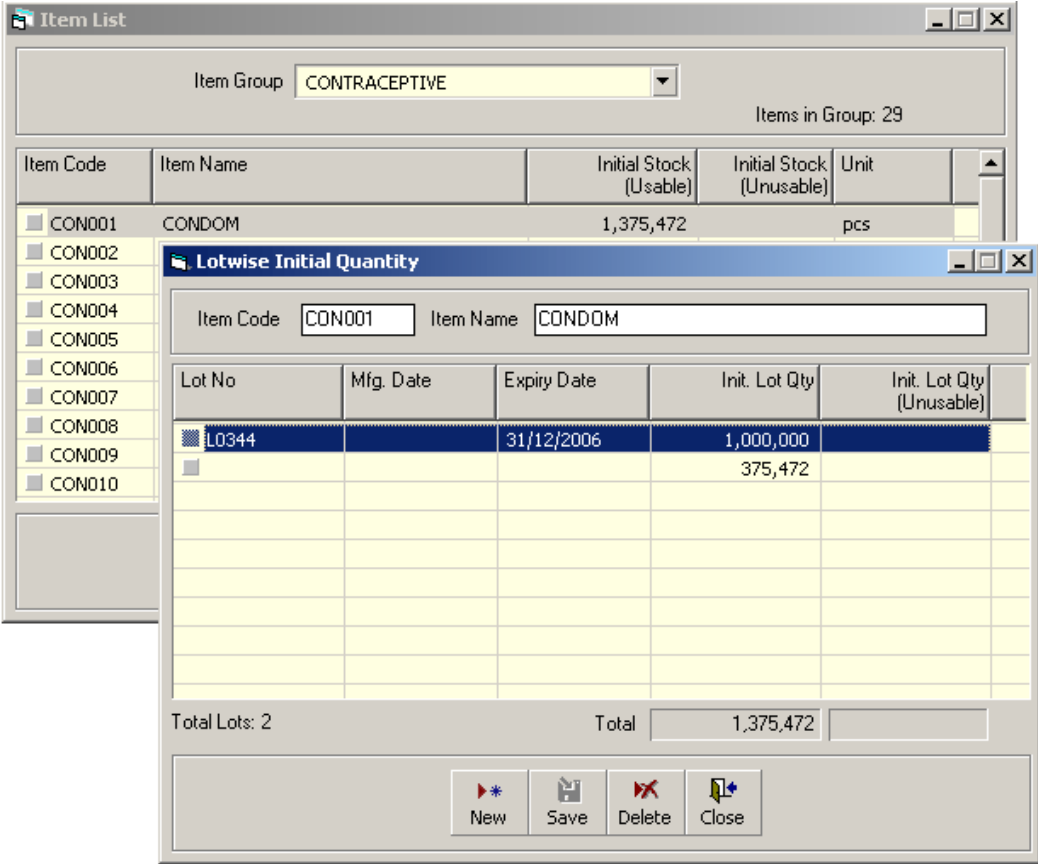 Item List
Item Group CONTRACEPTIVE
Items in Group: 29
Item Code Item Name Initial Stock (Usable) Initial Stock (Unusable) Unit
CON001 CONDOM 1,375,472 pcs
CON002
CON003
CON004
CON005
CON006
CON007
CON008
CON009
CON010
Lotwise Initial Quantity
Item Code CON001 Item Name CONDOM
Lot No Mfg. Date Expiry Date Init. Lot Qty Init. Lot Qty (Unusable)
L0344 31/12/2006 1,000,000
375,472
Total Lots: 2 Total 1,375,472
New Save Delete Close